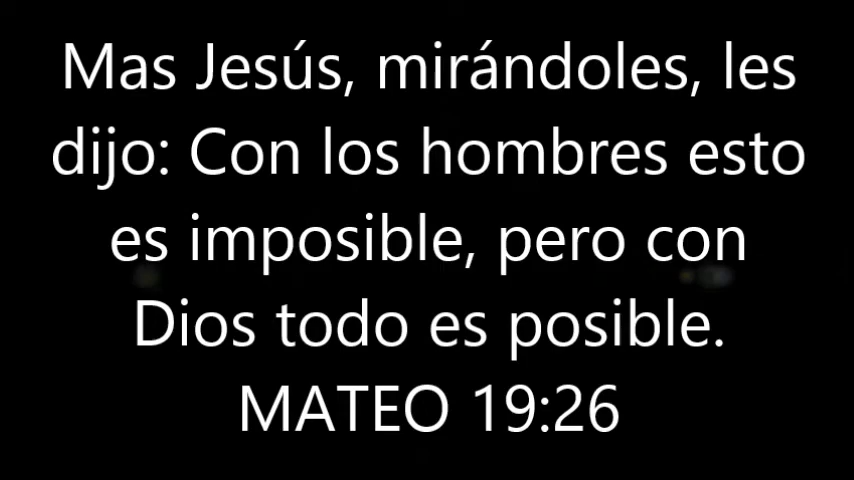 Mas Jesús, mirándoles, les
dijo: Con los hombres esto
es imposible, pero con
Dios todo es posible.
MATEO 19:26